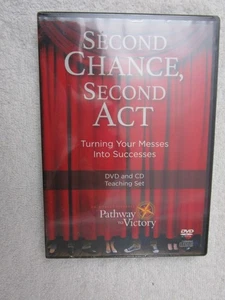 SECOND
CHANCE,
SECOND
ACT
Turning Your Messes
Into Successes
DVD and CD
Teaching Set
Pathway
to Victory
DVD